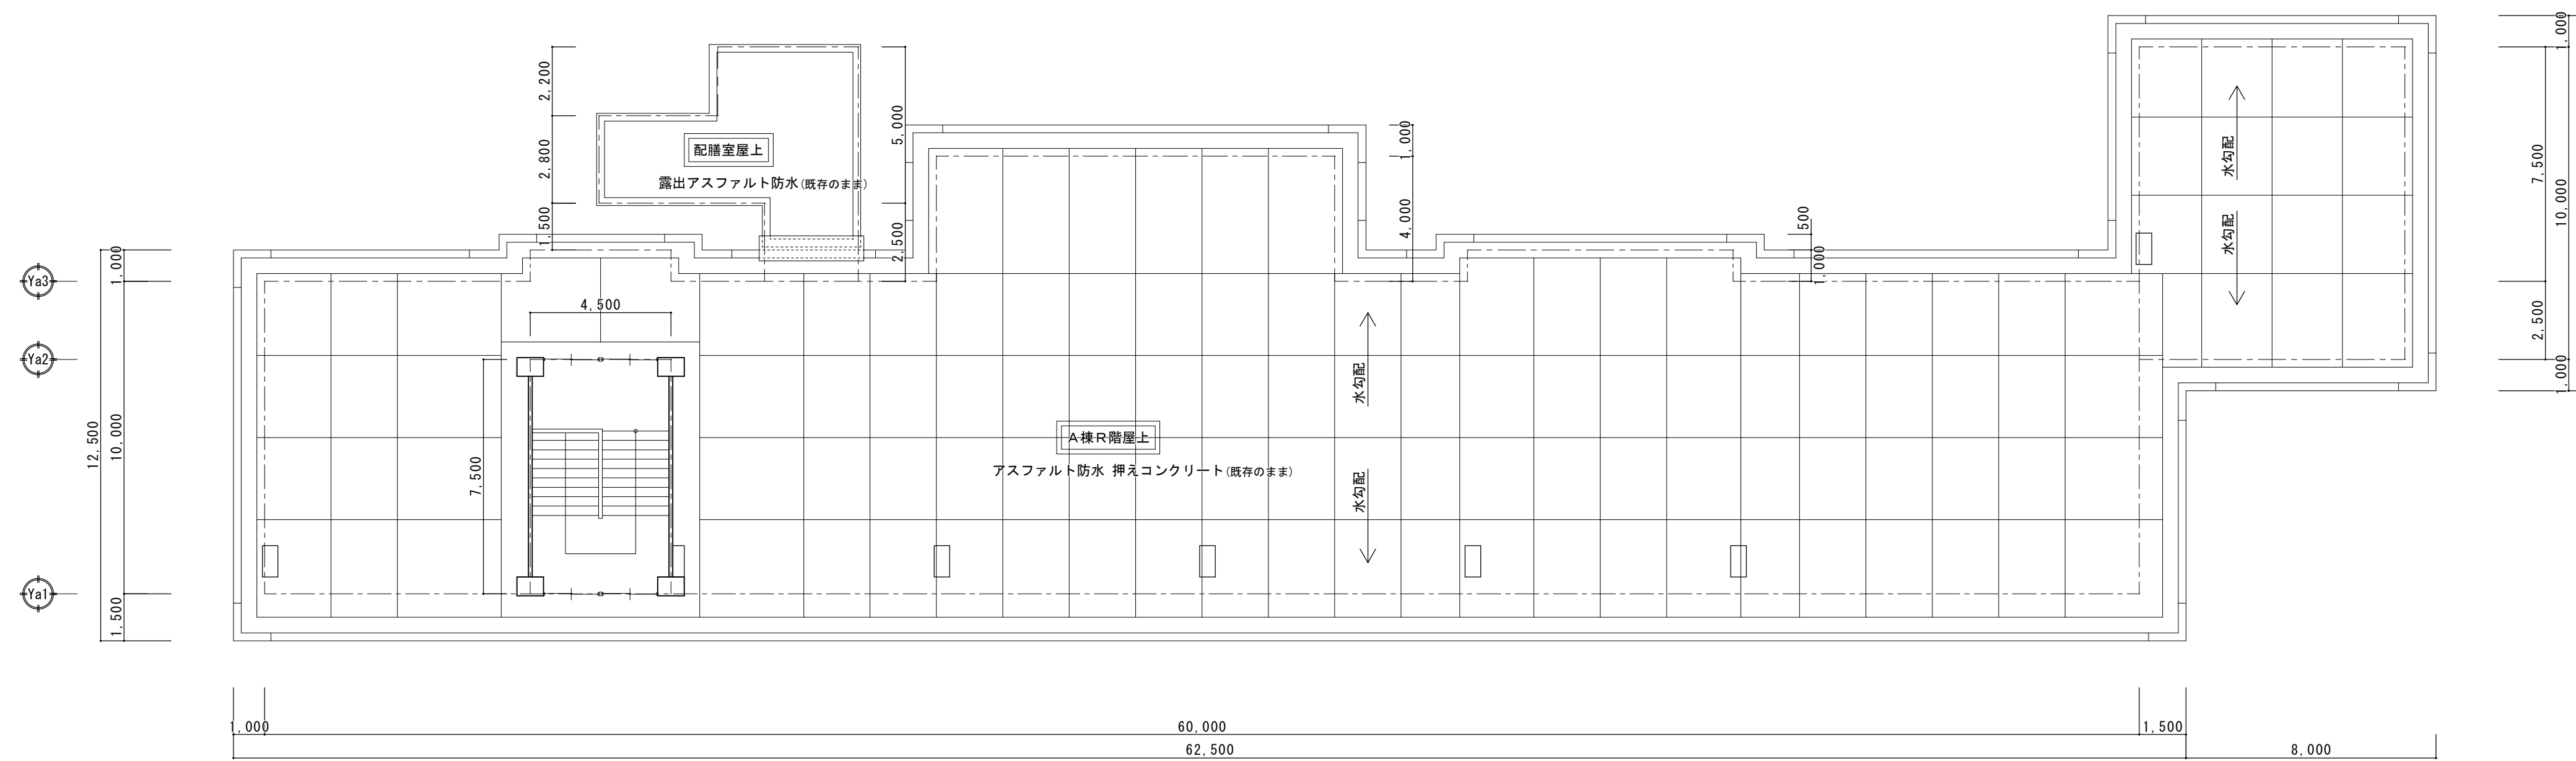 1,000
2,200
5,000
1,000
2,800
配膳室屋上
露出アスファルト防水(既存のまま)
水勾配
7,500
10,000
4,000
500
1,500
2,500
水勾配
1,000
1,000
Ya3
4,500
2,500
Ya2
水勾配
1,000
12,500
10,000
7,500
A棟R階屋上
アスファルト防水 押えコンクリート(既存のまま)
水勾配
Ya1
1,500
1,000
60,000
1,500
62,500
8,000